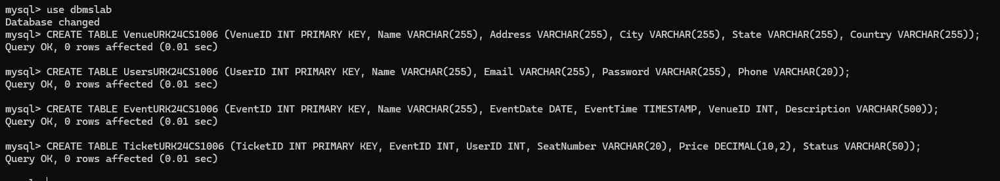 mysql> use dbmslab
Database changed
mysql> CREATE TABLE VenueURK24CS1006 (VenueID INT PRIMARY KEY, Name VARCHAR(255), Address VARCHAR(255), City VARCHAR(255), State VARCHAR(255), Country VARCHAR(255));
Query OK, 0 rows affected (0.01 sec)
mysql> CREATE TABLE UsersURK24CS1006 (UserID INT PRIMARY KEY, Name VARCHAR(255), Email VARCHAR(255), Password VARCHAR(255), Phone VARCHAR(20));
Query OK, 0 rows affected (0.01 sec)
mysql> CREATE TABLE EventURK24CS1006 (EventID INT PRIMARY KEY, Name VARCHAR(255), EventDate DATE, EventTime TIMESTAMP, VenueID INT, Description VARCHAR(500));
Query OK, 0 rows affected (0.01 sec)
mysql> CREATE TABLE TicketURK24CS1006 (TicketID INT PRIMARY KEY, EventID INT, UserID INT, SeatNumber VARCHAR(20), Price DECIMAL(10,2), Status VARCHAR(50));
Query OK, 0 rows affected (0.01 sec)